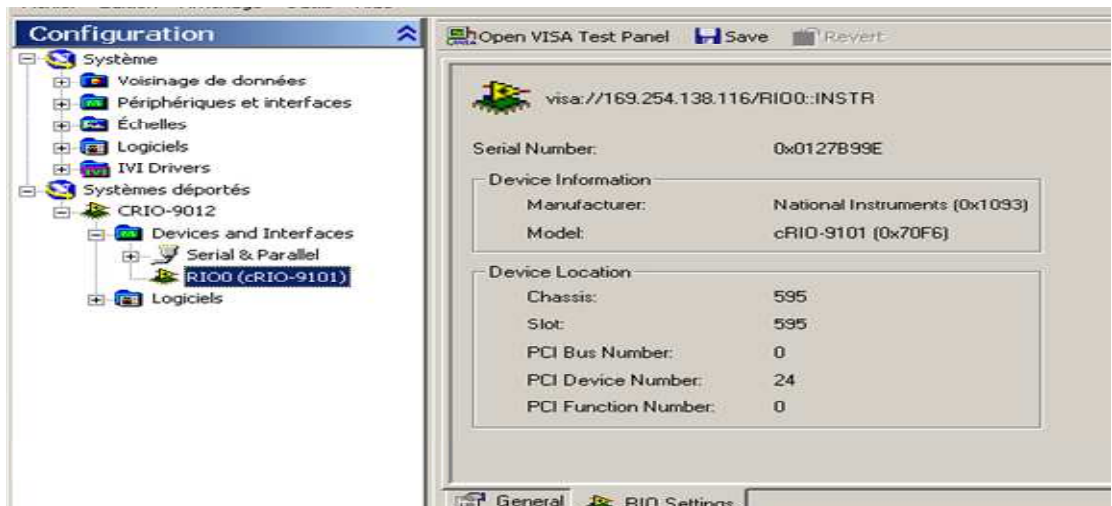 Configuration
Système
Voisinage de données
Périphériques et interfaces
Échelles
Logiciels
IVI Drivers
Systèmes déportés
CRIO-9012
Devices and Interfaces
Serial & Parallel
RIO0 (cRIO-9101)
Logiciels
Open VISA Test Panel Save Revert
visa://169.254.138.116/RIO0::INSTR
Serial Number: 0x0127B99E
Device Information
Manufacturer: National Instruments (0x1093)
Model: cRIO-9101 (0x70F6)
Device Location
Chassis: 595
Slot: 595
PCI Bus Number: 0
PCI Device Number: 24
PCI Function Number: 0
General RIO Settings